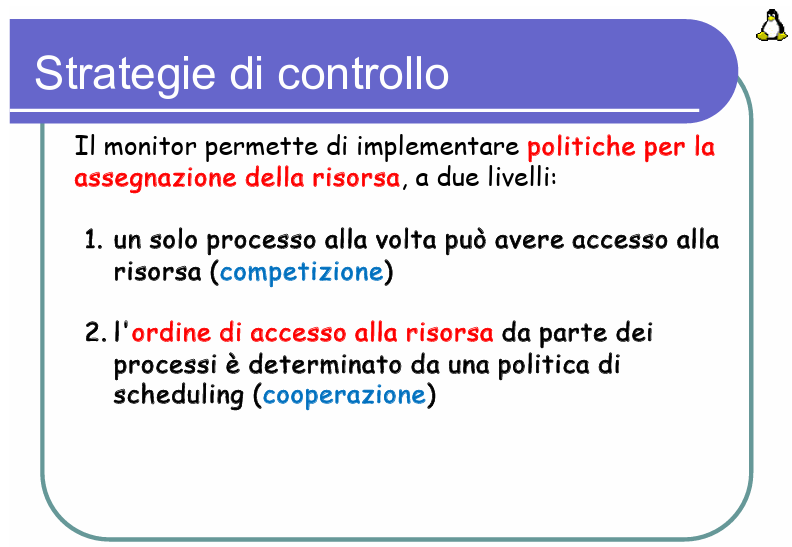 Strategie di controllo
Il monitor permette di implementare politiche per la
assegnazione della risorsa, a due livelli:
1. un solo processo alla volta può avere accesso alla
risorsa (competizione)
2. l'ordine di accesso alla risorsa da parte dei
processi è determinato da una politica di
scheduling (cooperazione)